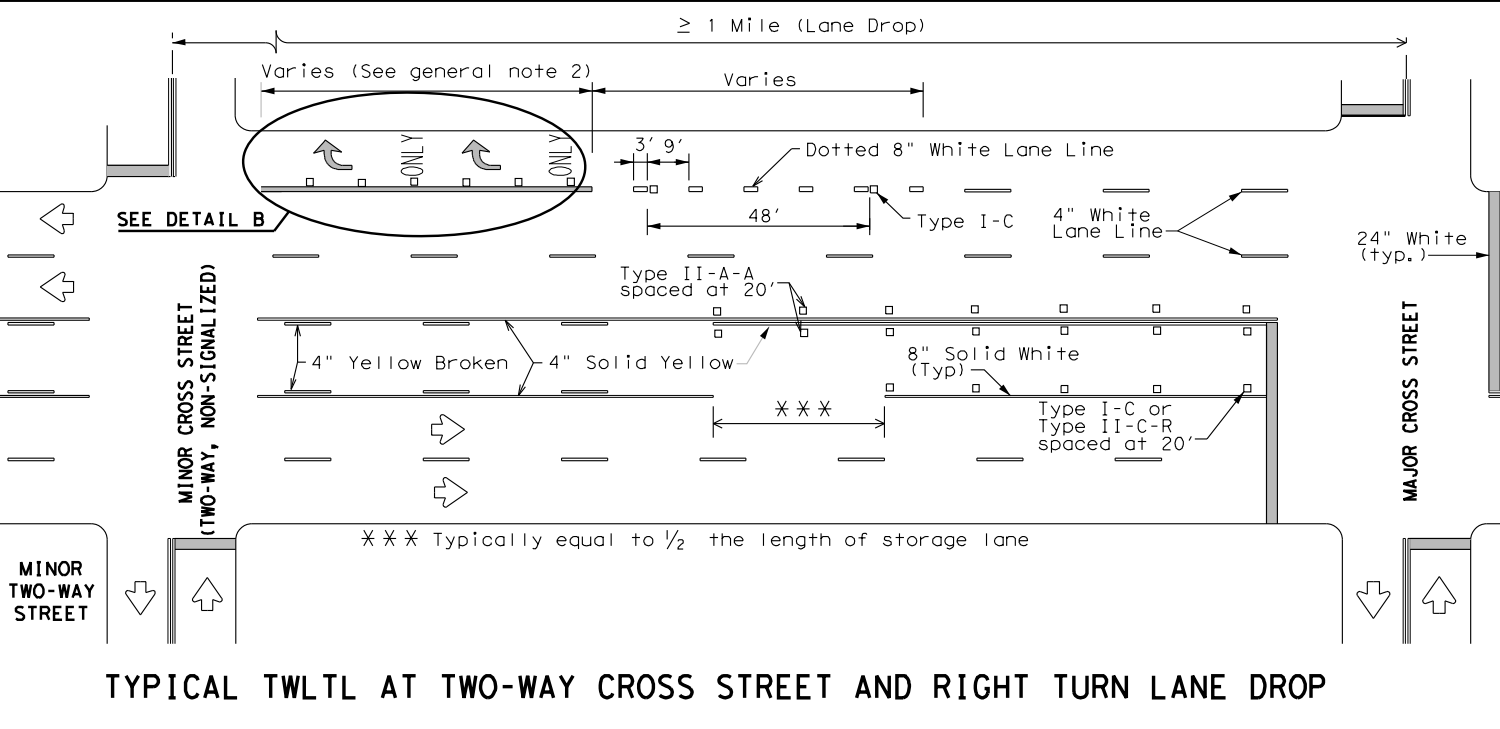 ≥ 1 Mile (Lane Drop)
Varies (See general note 2)
Varies
ONLY
ONLY
3' 9'
Dotted 8" White Lane Line
SEE DETAIL B
48'
Type I-C
4" White
Lane Line
24" White
(typ.)
Type II-A-A
spaced at 20'
MINOR CROSS STREET
(TWO-WAY, NON-SIGNALIZED)
4" Yellow Broken
4" Solid Yellow
8" Solid White
(Typ)
***
Type I-C or
Type II-C-R
spaced at 20'
MAJOR CROSS STREET
*** Typically equal to ½ the length of storage lane
MINOR
TWO-WAY
STREET
TYPICAL TWLTL AT TWO-WAY CROSS STREET AND RIGHT TURN LANE DROP